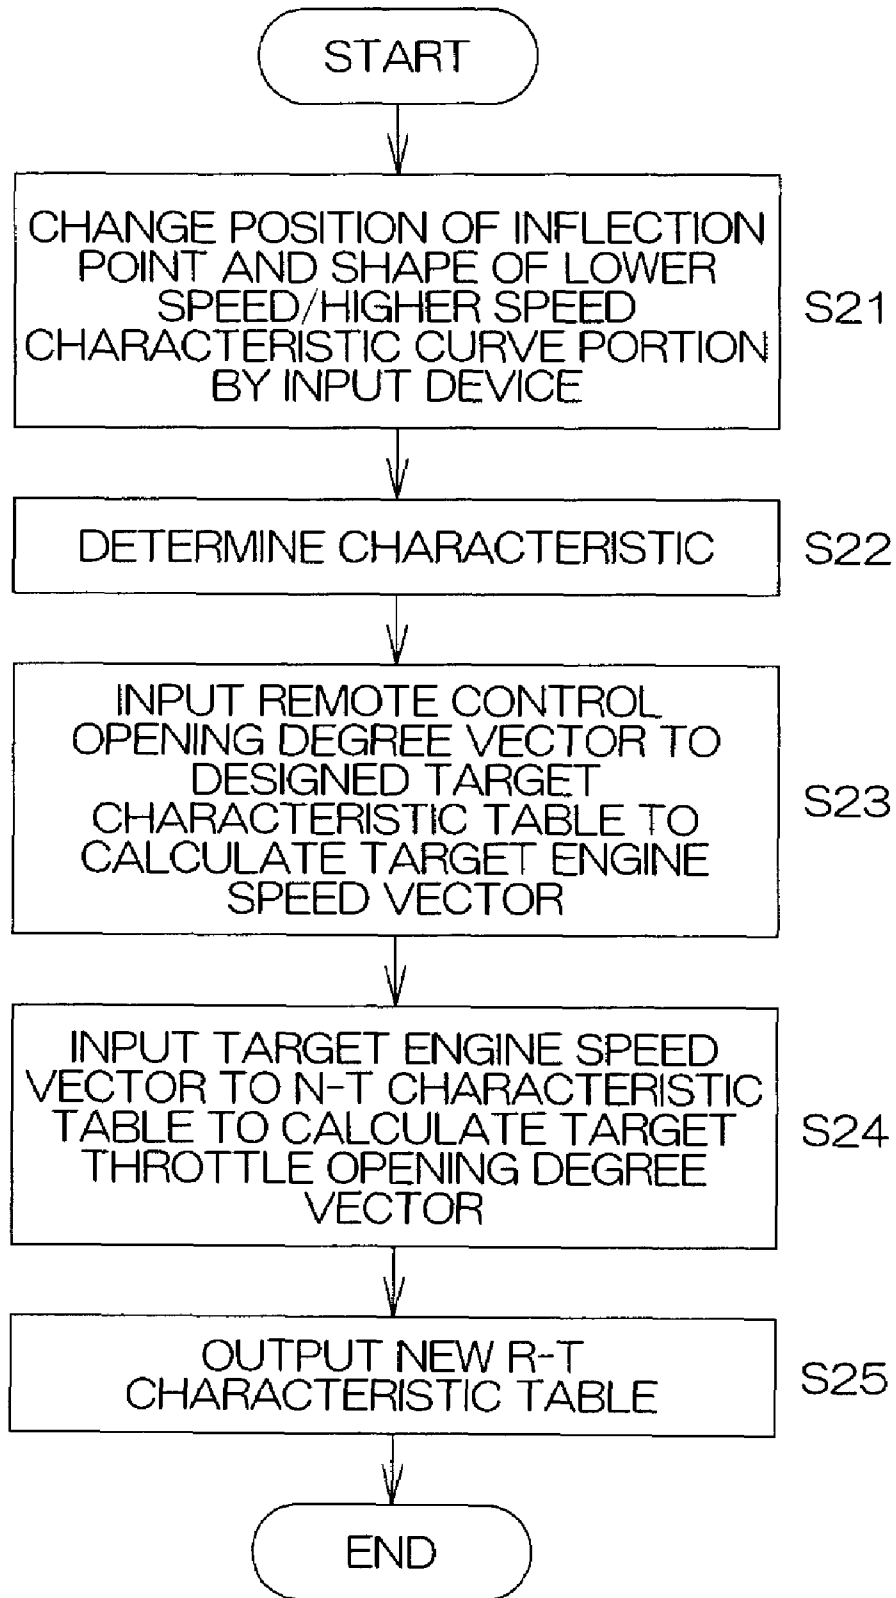 START
CHANGE POSITION OF INFLECTION
POINT AND SHAPE OF LOWER
SPEED/HIGHER SPEED
CHARACTERISTIC CURVE PORTION
BY INPUT DEVICE
S21
DETERMINE CHARACTERISTIC
S22
INPUT REMOTE CONTROL
OPENING DEGREE VECTOR TO
DESIGNED TARGET
CHARACTERISTIC TABLE TO
CALCULATE TARGET ENGINE
SPEED VECTOR
S23
INPUT TARGET ENGINE SPEED
VECTOR TO N-T CHARACTERISTIC
TABLE TO CALCULATE TARGET
THROTTLE OPENING DEGREE
VECTOR
S24
OUTPUT NEW R-T
CHARACTERISTIC TABLE
S25
END